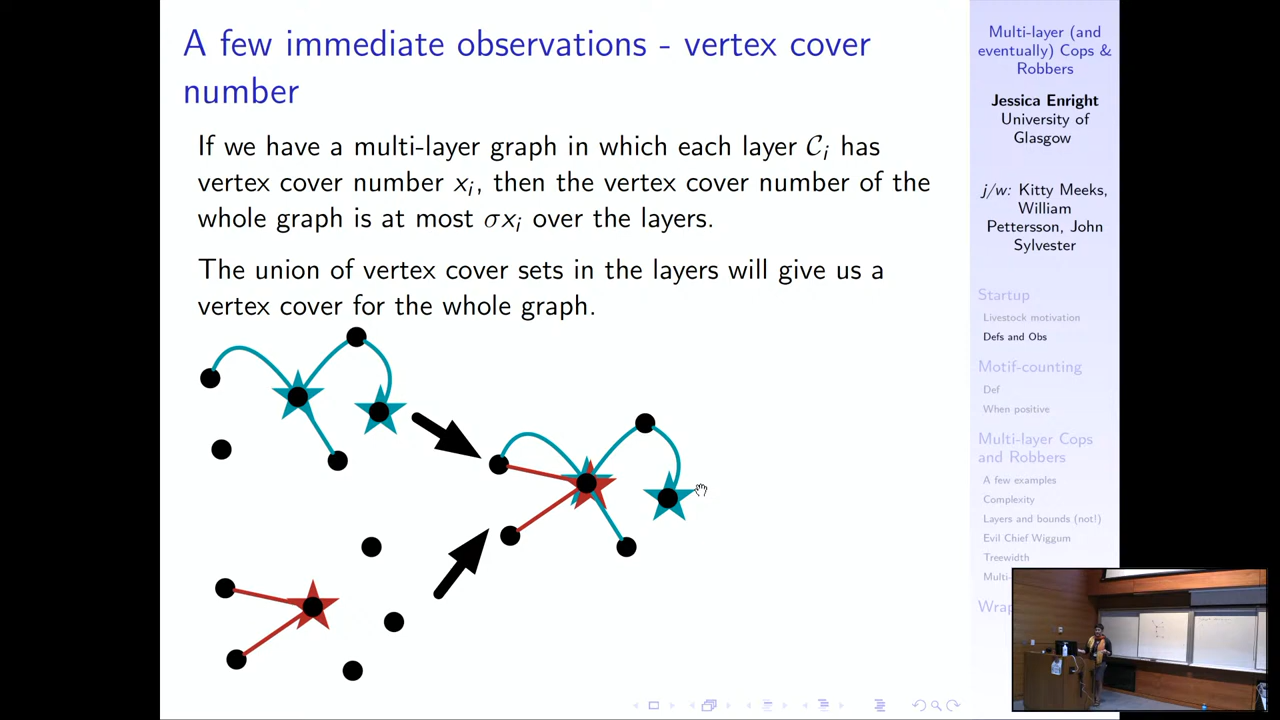 A few immediate observations - vertex cover
number
If we have a multi-layer graph in which each layer 𝒞ᵢ has
vertex cover number xᵢ, then the vertex cover number of the
whole graph is at most σxᵢ over the layers.
The union of vertex cover sets in the layers will give us a
vertex cover for the whole graph.
Multi-layer (and
eventually) Cops &
Robbers
Jessica Enright
University of
Glasgow
j/w: Kitty Meeks,
William
Pettersson, John
Sylvester
Startup
Livestock motivation
Defs and Obs
Motif-counting
Def
When positive
Multi-layer Cops
and Robbers
A few examples
Complexity
Layers and bounds (not!)
Evil Chief Wiggum
Treewidth